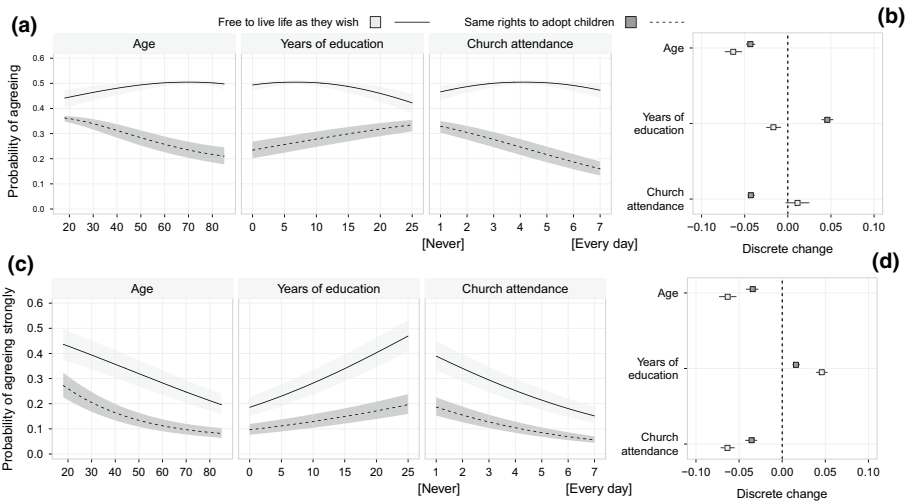 Free to live life as they wish
Same rights to adopt children
(a)
(b)
Age
Years of education
Church attendance
Probability of agreeing
0.6
0.5
0.4
0.3
0.2
0.1
0.0
20 30 40 50 60 70 80
0 5 10 15 20 25
1 2 3 4 5 6 7
[Never]
[Every day]
Age
Years of
education
Church
attendance
−0.10 −0.05 0.00 0.05 0.10
Discrete change
(c)
(d)
Age
Years of education
Church attendance
Probability of agreeing strongly
0.6
0.5
0.4
0.3
0.2
0.1
0.0
20 30 40 50 60 70 80
0 5 10 15 20 25
1 2 3 4 5 6 7
[Never]
[Every day]
Age
Years of
education
Church
attendance
−0.10 −0.05 0.00 0.05 0.10
Discrete change